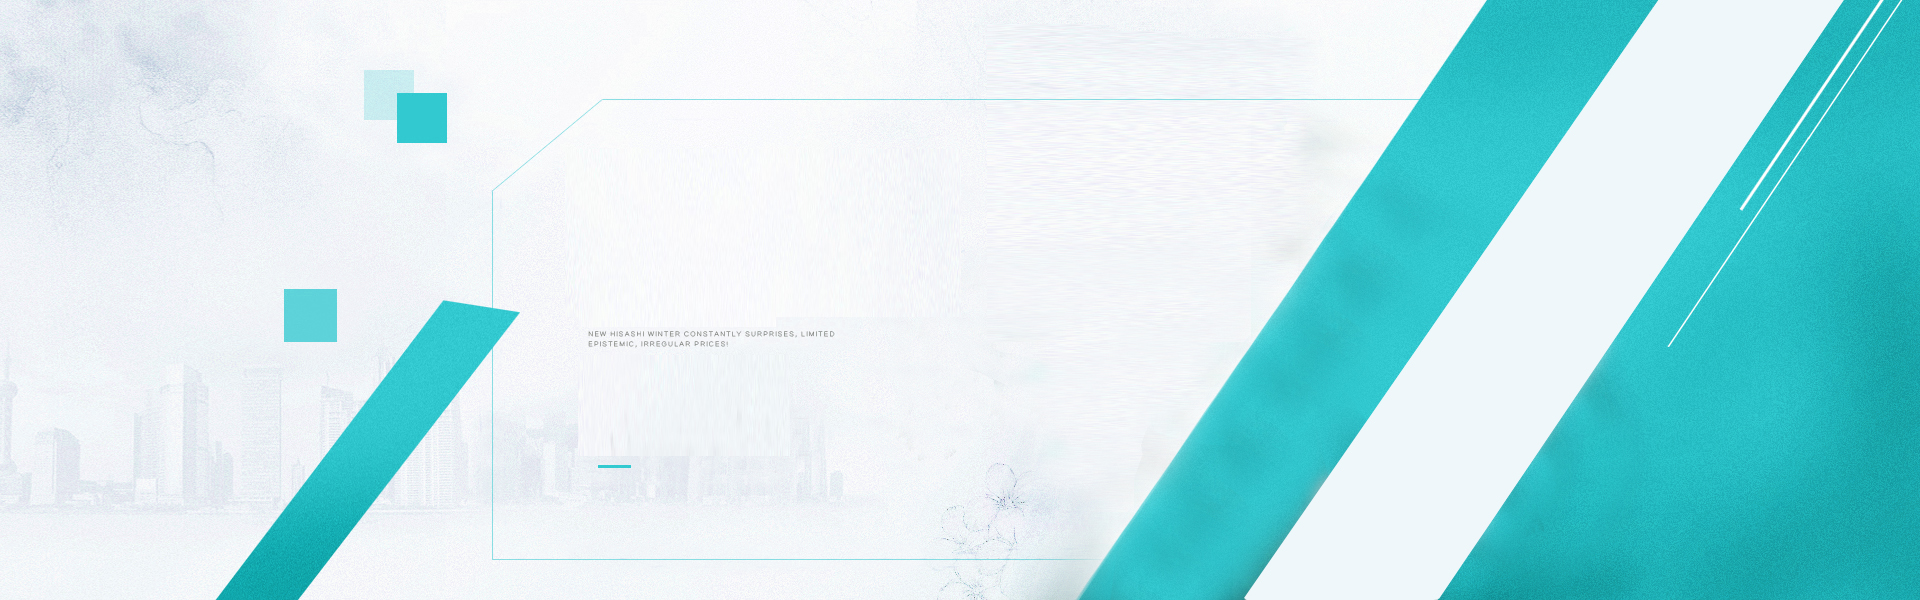 NEW HISASHI WINTER CONSTANTLY SURPRISES, LIMITED
EPISTEMIC, IRREGULAR PRICES!